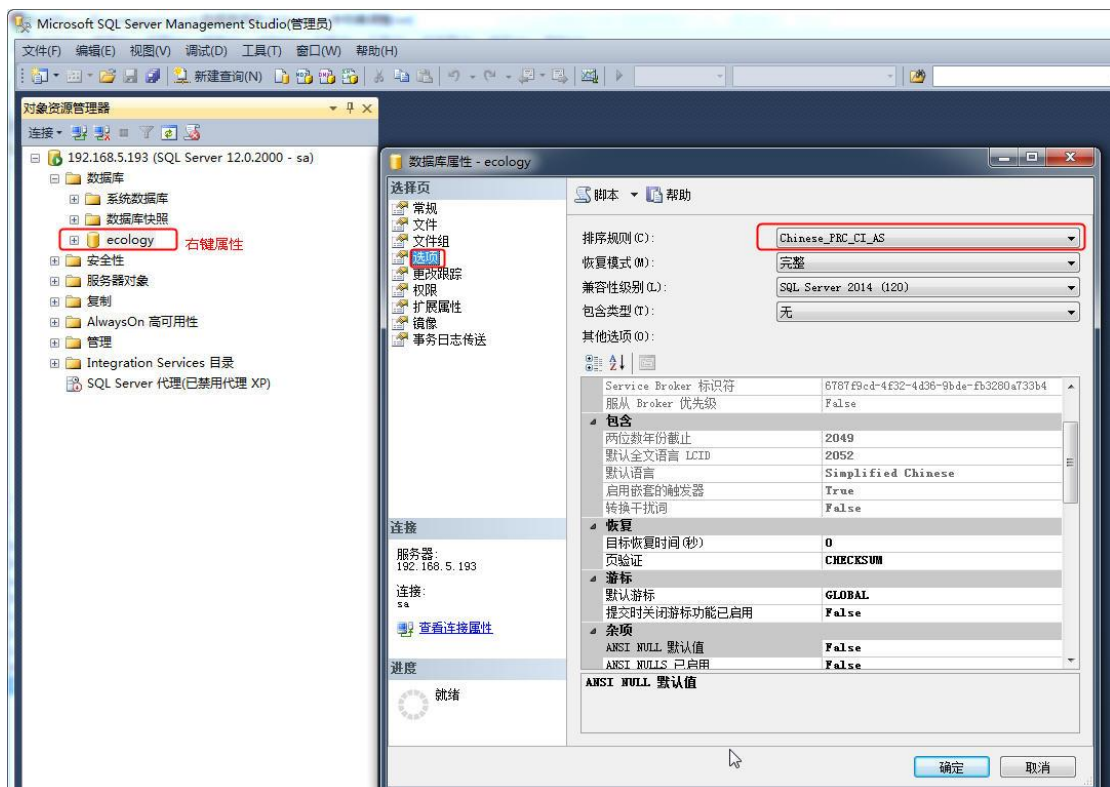 Microsoft SQL Server Management Studio(管理员)
文件(F) 编辑(E) 视图(V) 调试(D) 工具(T) 窗口(W) 帮助(H)
新建查询(N)
对象资源管理器
连接
192.168.5.193 (SQL Server 12.0.2000 - sa)
数据库
系统数据库
数据库快照
ecology 右键属性
安全性
服务器对象
复制
AlwaysOn 高可用性
管理
Integration Services 目录
SQL Server 代理(已禁用代理 XP)
数据库属性 - ecology
选择页
常规
文件
文件组
选项
更改跟踪
权限
扩展属性
镜像
事务日志传送
连接
服务器:
192.168.5.193
连接:
sa
查看连接属性
进度
就绪
脚本 帮助
排序规则(C): Chinese_PRC_CI_AS
恢复模式(M): 完整
兼容性级别(L): SQL Server 2014 (120)
包含类型(T): 无
其他选项(O):
Service Broker 标识符 6787f9cd-4f32-4d36-9bde-fb3280a733b4
服从 Broker 优先级 False
包含
两位数年份截止 2049
默认全文语言 LCID 2052
默认语言 Simplified Chinese
启用嵌套的触发器 True
转换干扰词 False
恢复
目标恢复时间(秒) 0
页验证 CHECKSUM
游标
默认游标 GLOBAL
提交时关闭游标功能已启用 False
杂项
ANSI NULL 默认值 False
ANSI NULLS 已启用 False
ANSI NULL 默认值
确定 取消